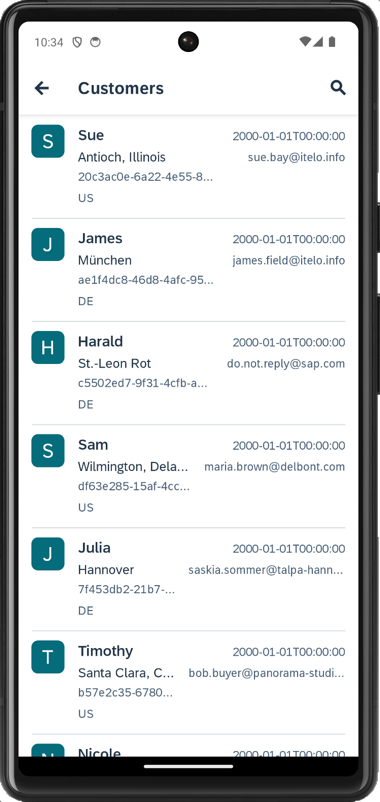 10:34
Customers
S Sue 2000-01-01T00:00:00
Antioch, Illinois sue.bay@itelo.info
20c3ac0e-6a22-4e55-8...
US
J James 2000-01-01T00:00:00
München james.field@itelo.info
ae1f4dc8-46d8-4afc-95...
DE
H Harald 2000-01-01T00:00:00
St.-Leon Rot do.not.reply@sap.com
c5502ed7-9f31-4cfb-a...
DE
S Sam 2000-01-01T00:00:00
Wilmington, Dela... maria.brown@delbont.com
df63e285-15af-4cc...
US
J Julia 2000-01-01T00:00:00
Hannover saskia.sommer@talpa-hann...
7f453db2-21b7-...
DE
T Timothy 2000-01-01T00:00:00
Santa Clara, C... bob.buyer@panorama-studi...
b57e2c35-6780...
US
N Nicole 2000-01-01T00:00:00